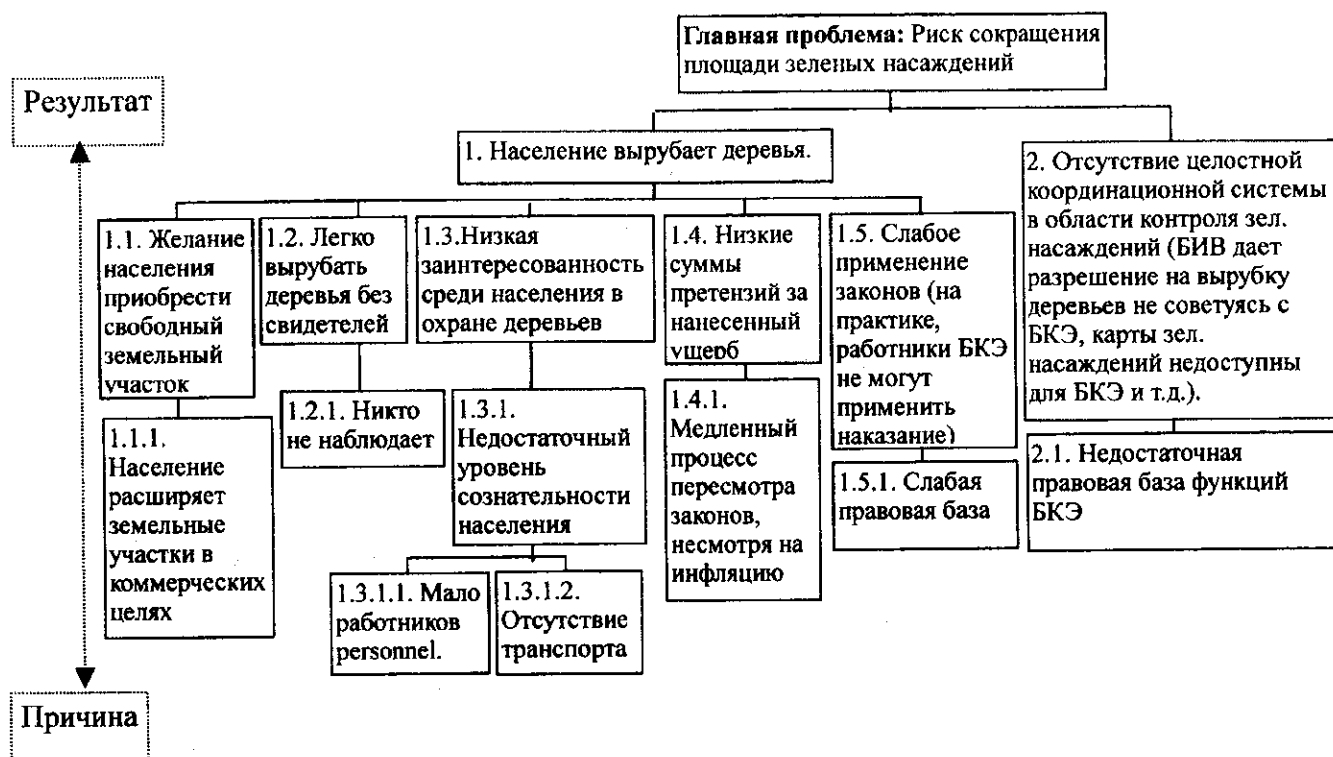 Главная проблема: Риск сокращения
площади зеленых насаждений
Результат
1. Население вырубает деревья.
2. Отсутствие целостной
координационной системы
в области контроля зел.
насаждений (БИВ дает
разрешение на вырубку
деревьев не советуясь с
БКЭ, карты зел.
насаждений недоступны
для БКЭ и т.д.).
1.1. Желание
населения
приобрести
свободный
земельный
участок
1.2. Легко
вырубать
деревья без
свидетелей
1.3.Низкая
заинтересованность
среди населения в
охране деревьев
1.4. Низкие
суммы
претензий за
нанесенный
ущерб
1.5. Слабое
применение
законов (на
практике,
работники БКЭ
не могут
применить
наказание)
1.1.1.
Население
расширяет
земельные
участки в
коммерческих
целях
1.2.1. Никто
не наблюдает
1.3.1.
Недостаточный
уровень
сознательности
населения
1.4.1.
Медленный
процесс
пересмотра
законов,
несмотря на
инфляцию
1.5.1. Слабая
правовая база
2.1. Недостаточная
правовая база функций
БКЭ
1.3.1.1. Мало
работников
personnel.
1.3.1.2.
Отсутствие
транспорта
Причина